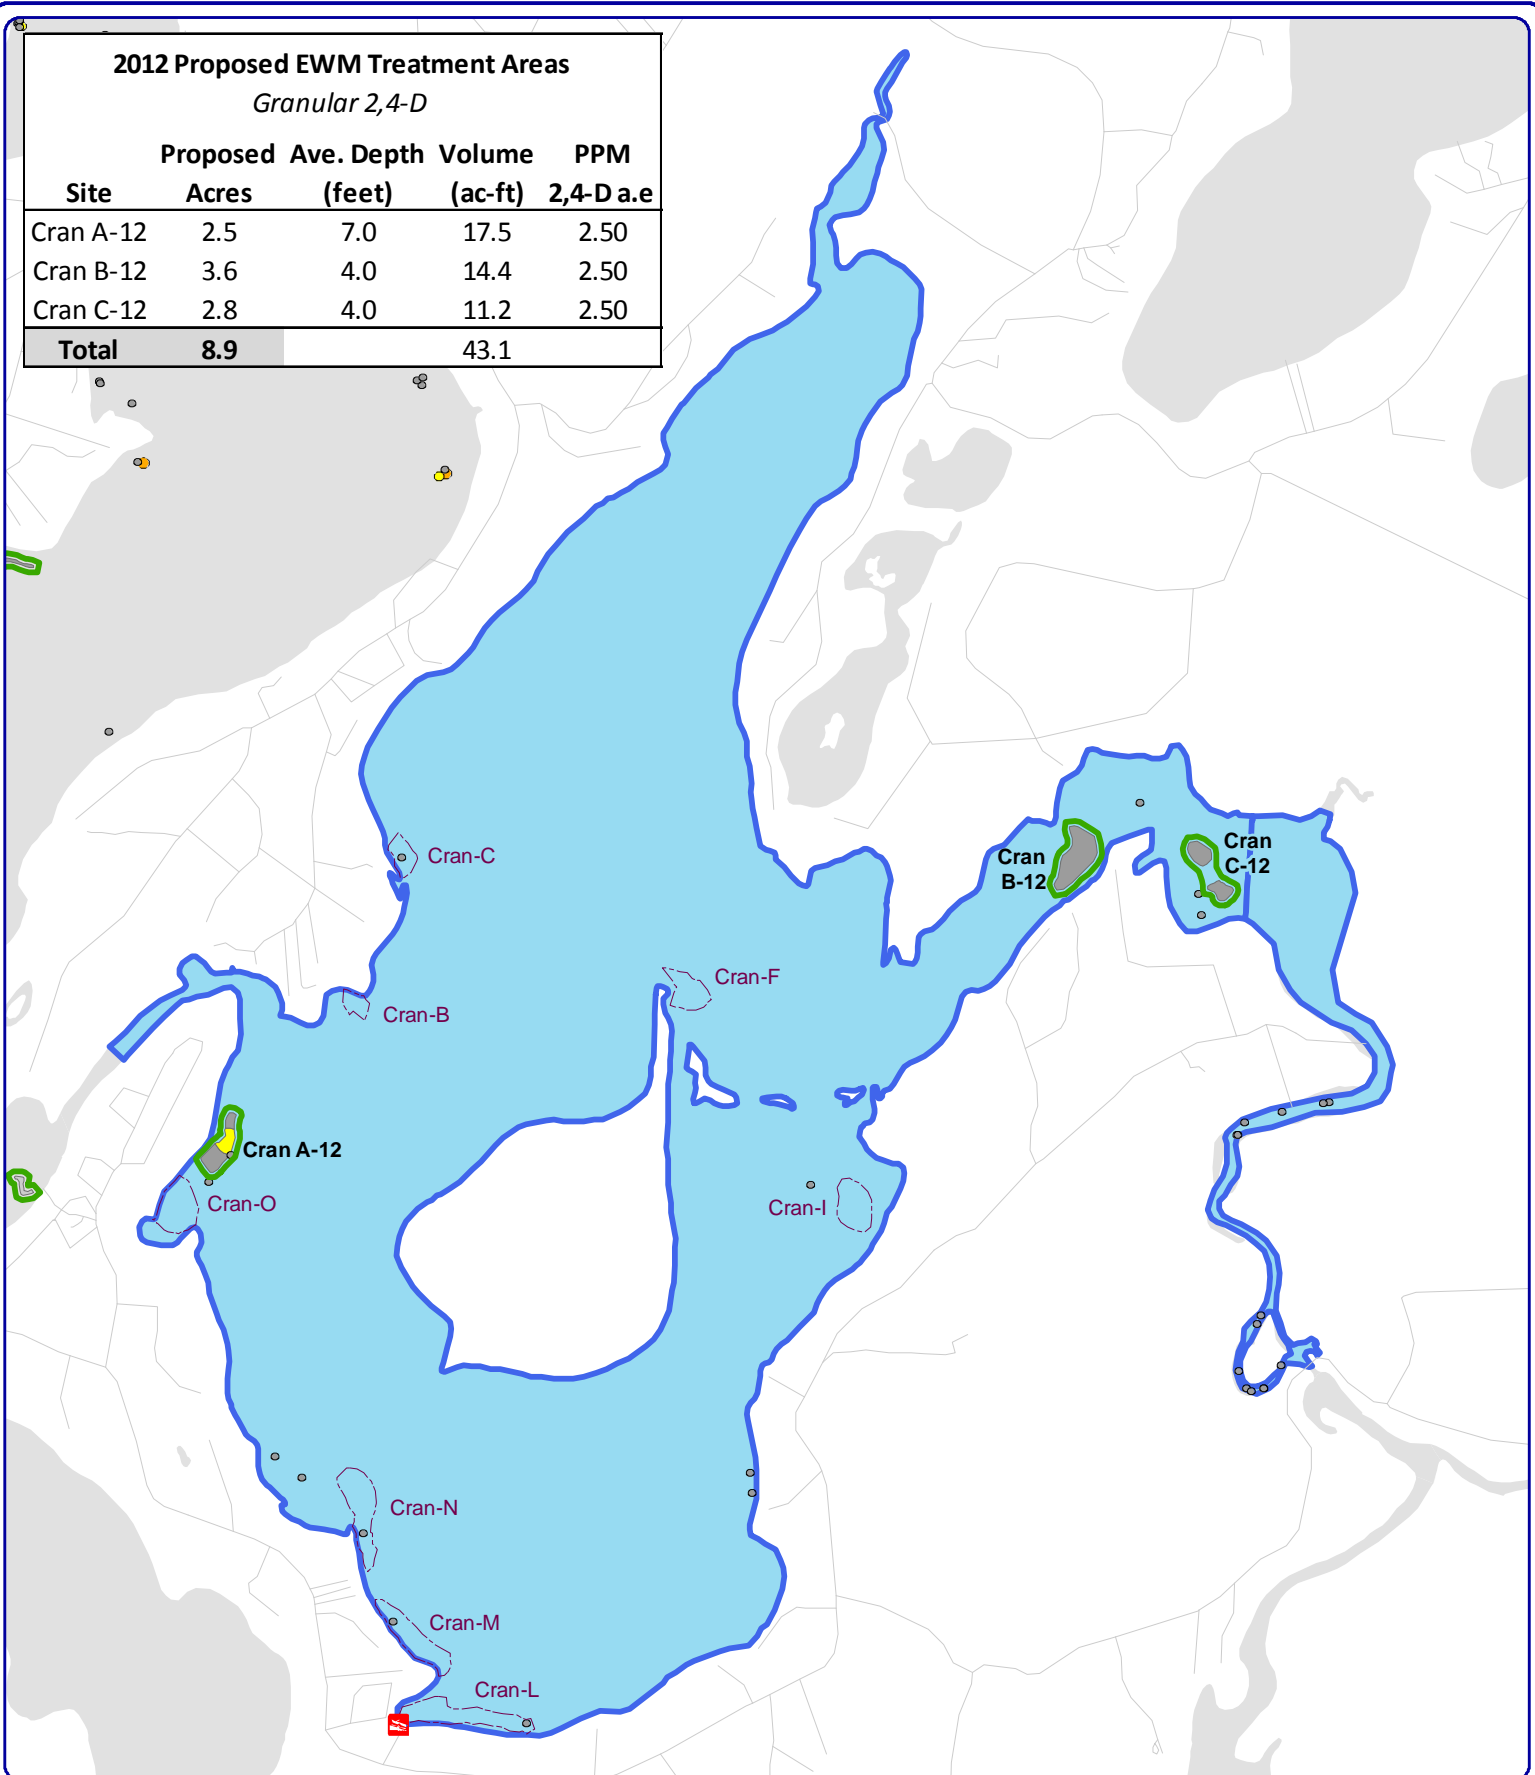 2012 Proposed EWM Treatment Areas
Granular 2,4-D
Proposed Ave. Depth Volume PPM
Site Acres (feet) (ac-ft) 2,4-D a.e
Cran A-12 2.5 7.0 17.5 2.50
Cran B-12 3.6 4.0 14.4 2.50
Cran C-12 2.8 4.0 11.2 2.50
Total 8.9 43.1
Cran-C
Cran
B-12
Cran
C-12
Cran-F
Cran-B
Cran A-12
Cran-O
Cran-I
Cran-N
Cran-M
Cran-L